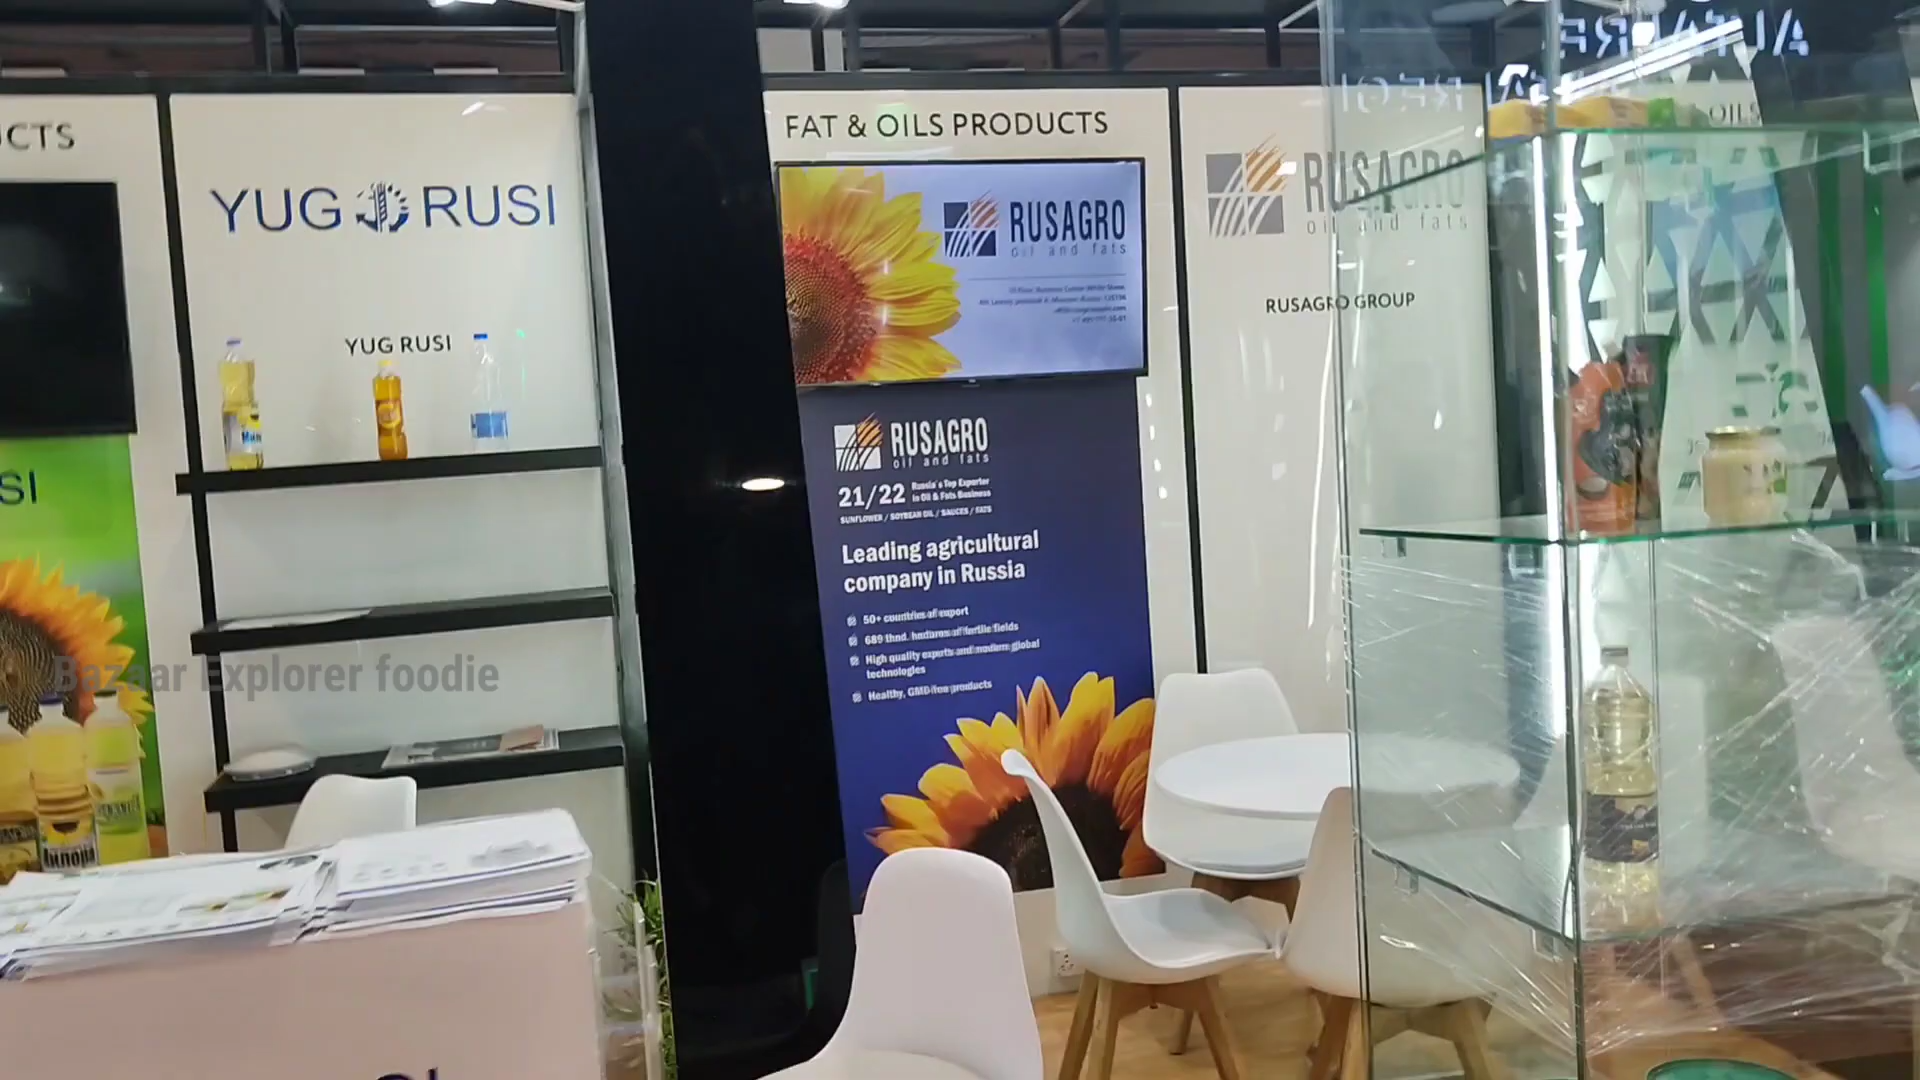 CTS
YUG RUSI
YUG RUSI
SI
FAT & OILS PRODUCTS
RUSAGRO
oil and fats
RUSAGRO
oil and fats
21/22
Russia's Top Exporter
in Oil & Fats Business
SUNFLOWER / SOYBEAN OIL / SAUCES / FATS
Leading agricultural
company in Russia
50+ countries of export
689 thnd. hectares of fertile fields
High quality experts and modern global
technologies
Healthy, GMO-free products
RUSAGRO
oil and fats
RUSAGRO GROUP
OILS
Bazaar Explorer foodie